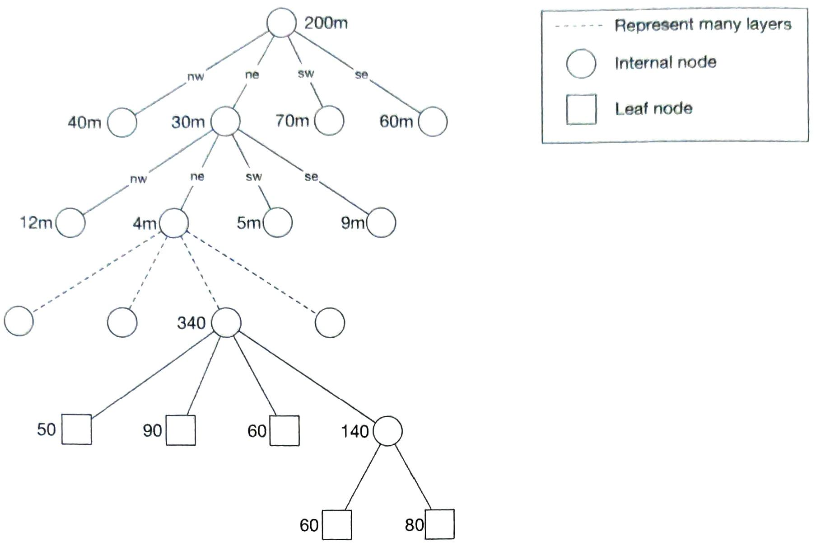 200m
nw ne sw se
40m 30m 70m 60m
nw ne sw se
12m 4m 5m 9m
340
50 90 60 140
60 80
Represent many layers
Internal node
Leaf node